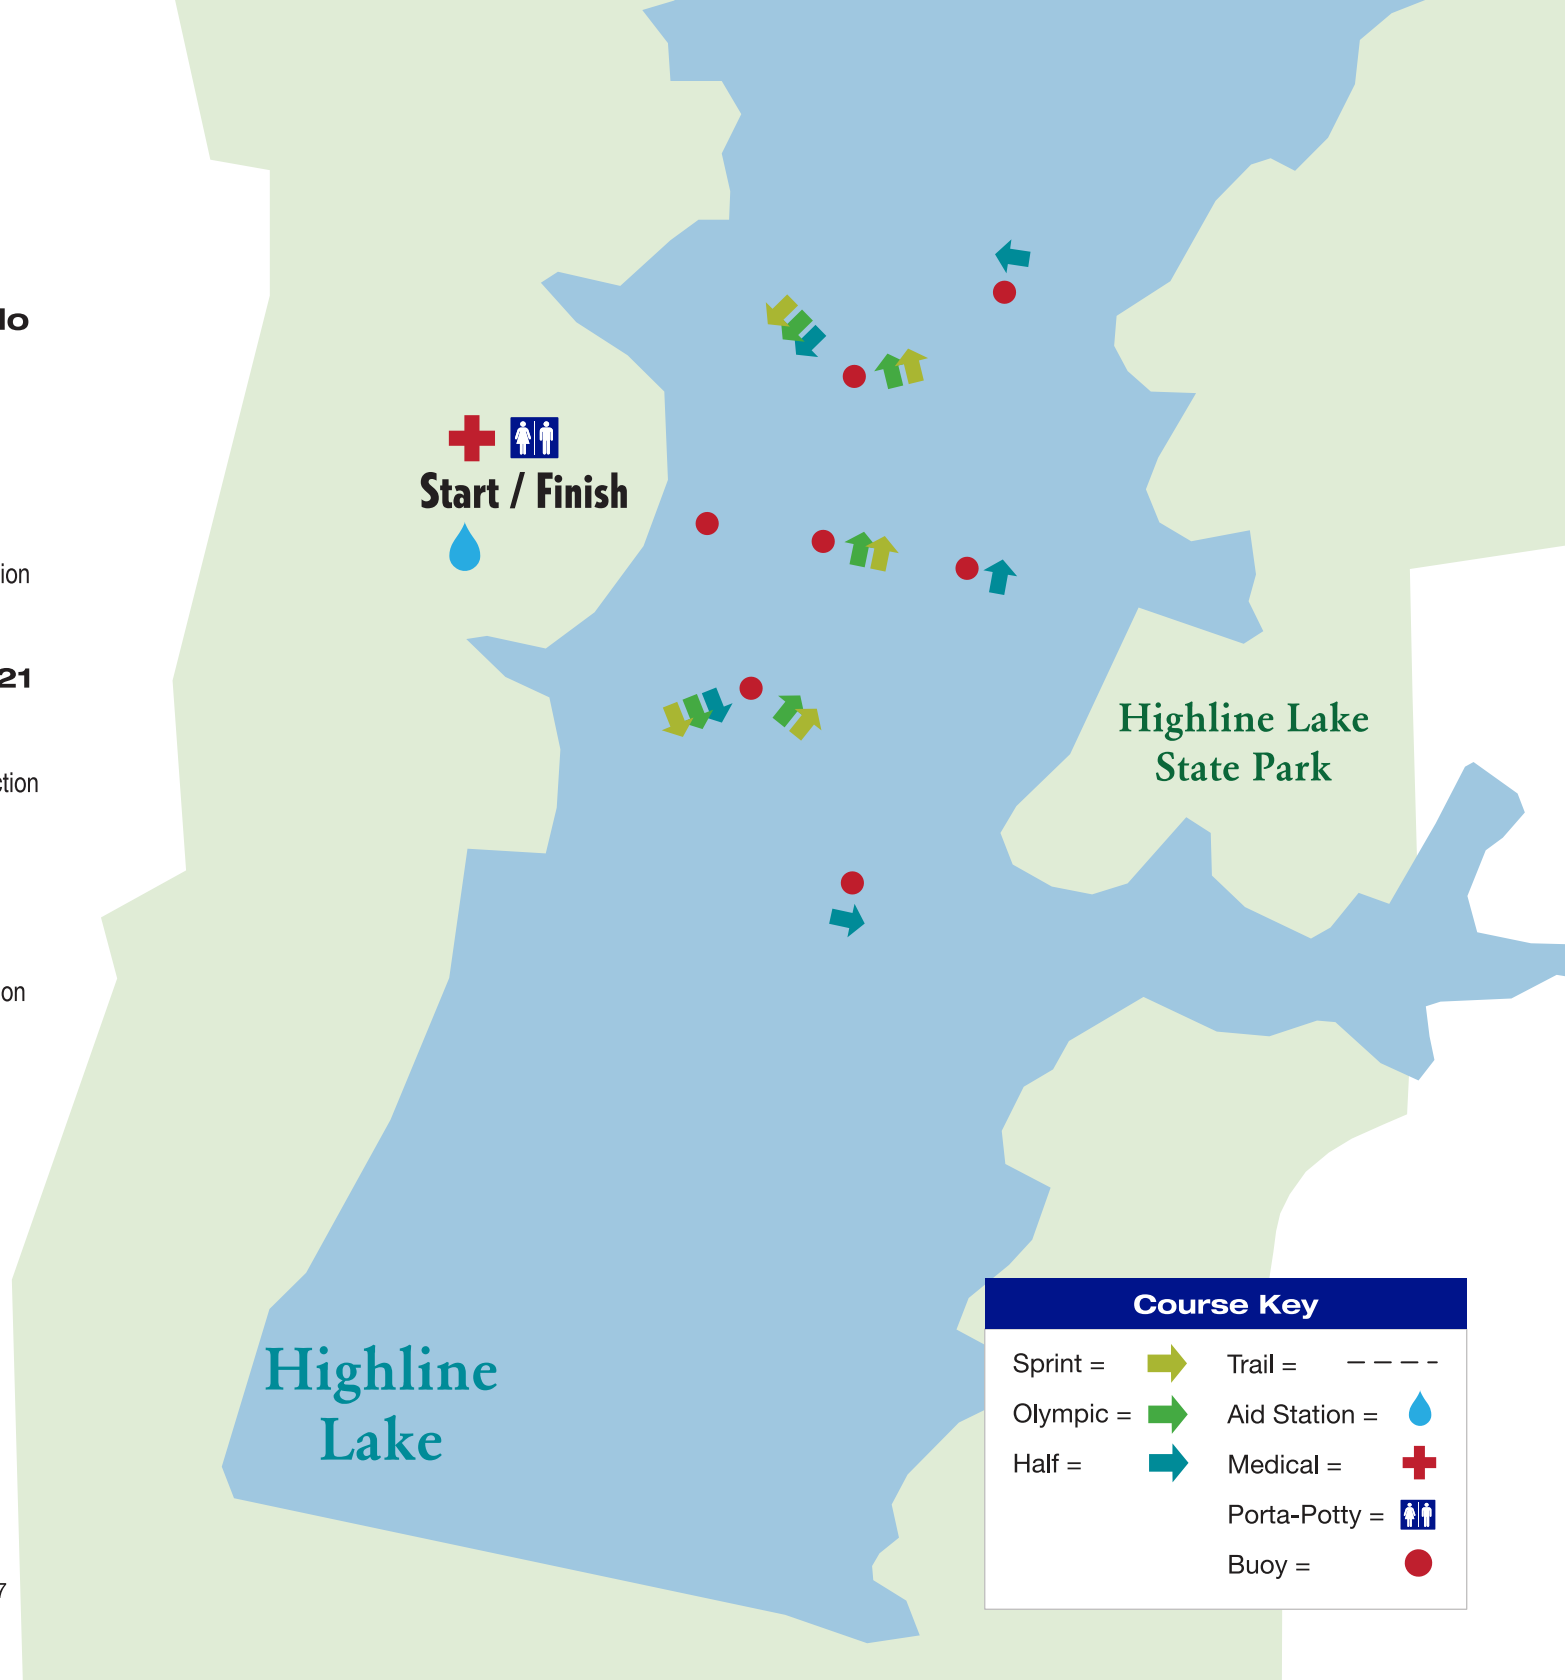 lo
Start / Finish
ion
21
ction
on
Highline Lake
State Park
Highline
Lake
7
Course Key
Sprint =
Olympic =
Half =
Trail =
Aid Station =
Medical =
Porta-Potty =
Buoy =